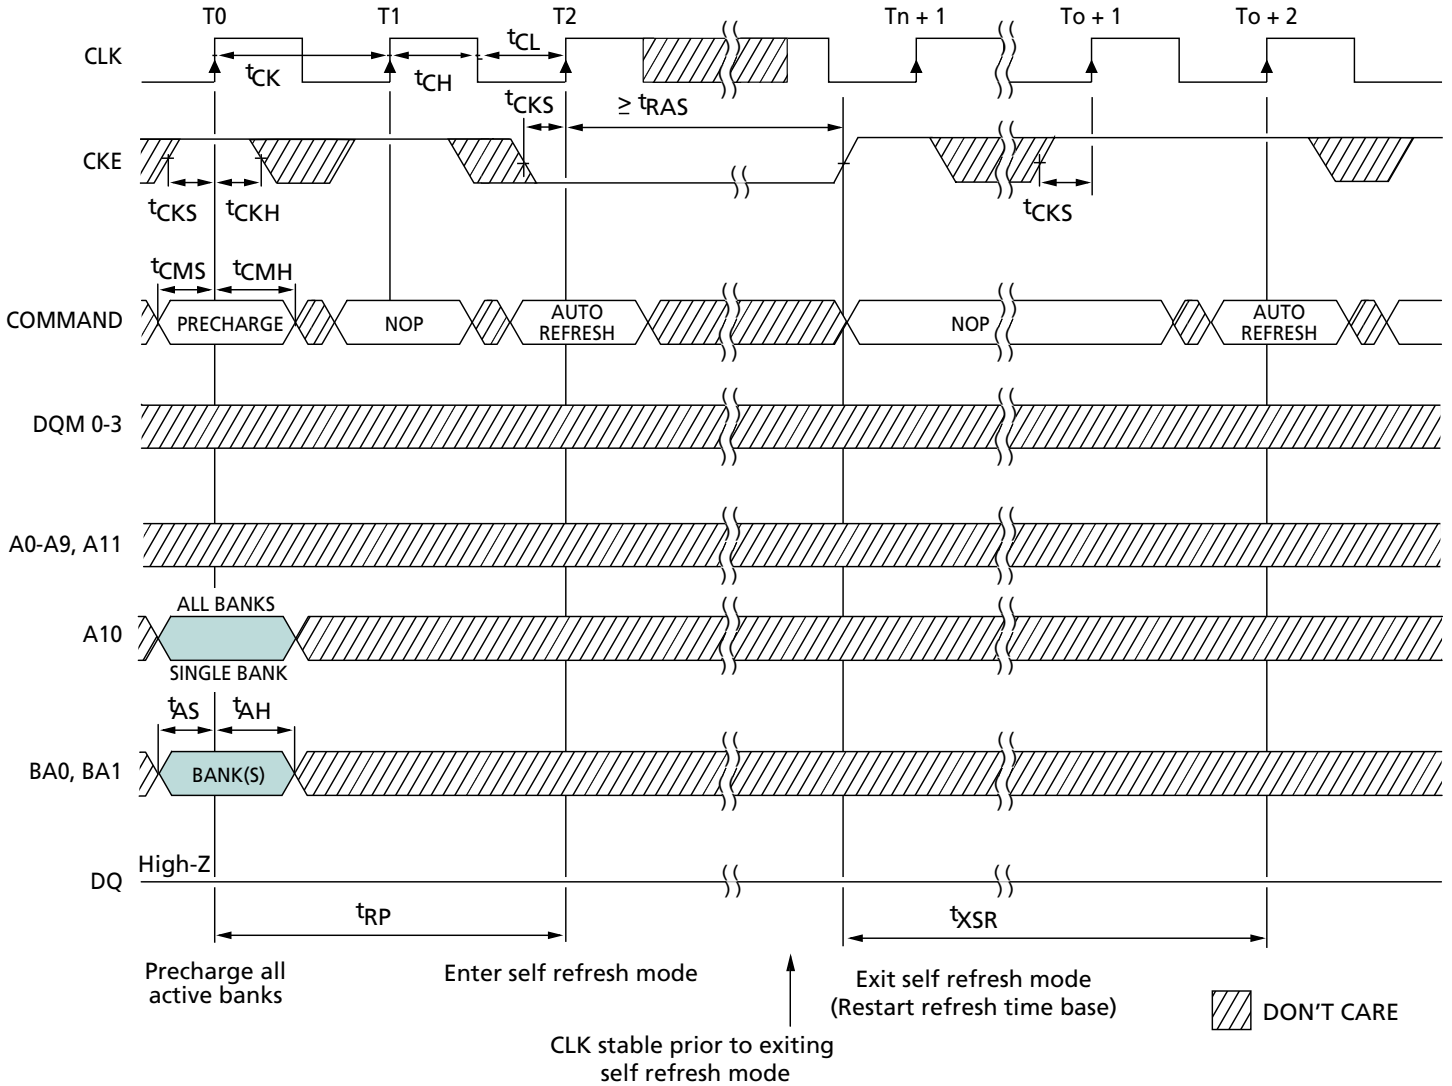 T0 T1 T2 Tn + 1 To + 1 To + 2
CLK
tCK tCH tCL
tCKS ≥ tRAS
CKE
tCKS tCKH tCKS
tCMS tCMH
COMMAND PRECHARGE NOP AUTO REFRESH NOP AUTO REFRESH
DQM 0-3
A0-A9, A11
ALL BANKS
A10
SINGLE BANK
tAS tAH
BA0, BA1 BANK(S)
High-Z
DQ
tRP tXSR
Precharge all
active banks
Enter self refresh mode
Exit self refresh mode
(Restart refresh time base)
DON'T CARE
CLK stable prior to exiting
self refresh mode